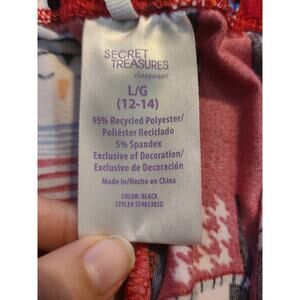 SECRET
TREASURES
sleepwear
L/G
(12-14)
95% Recycled Polyester/
Poliéster Reciclado
5% Spandex
Exclusive of Decoration/
Exclusivo de Decoración
Made in/Hecho en China
COLOR: BLACK